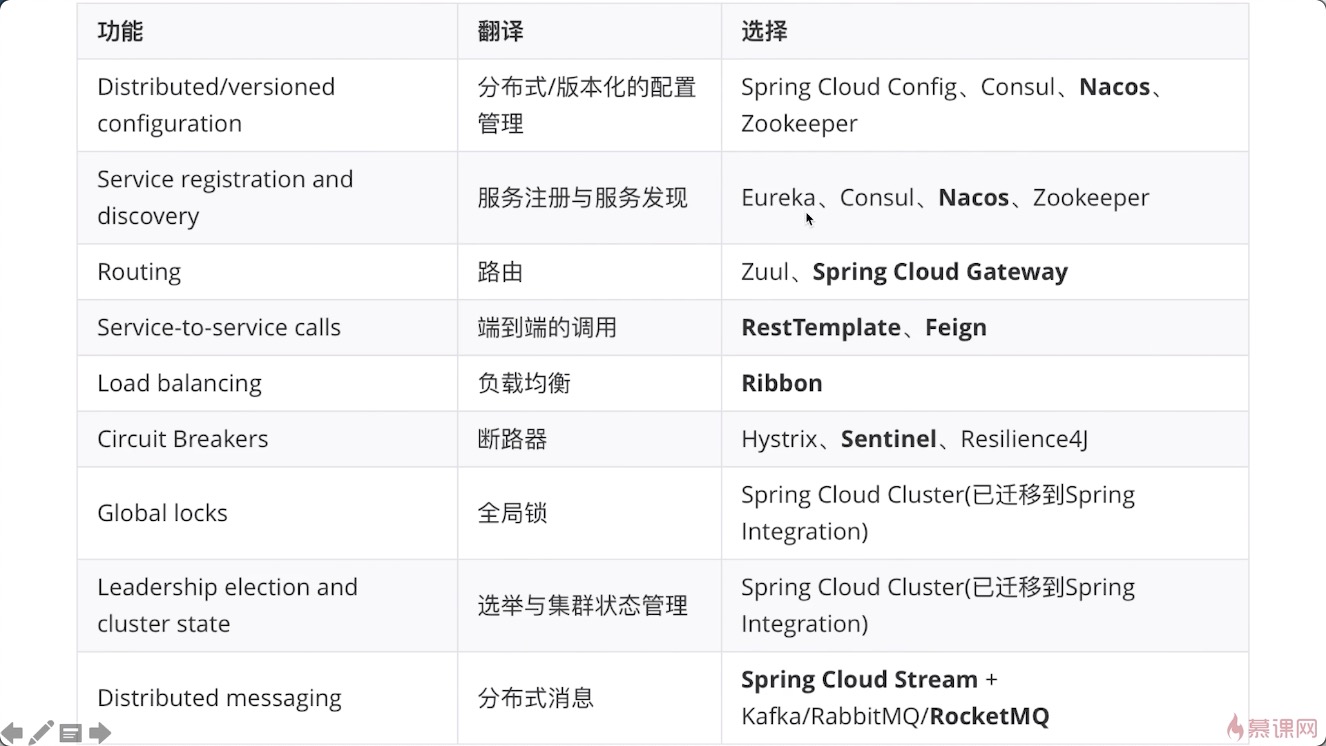 功能 翻译 选择
Distributed/versioned configuration 分布式/版本化的配置管理 Spring Cloud Config、Consul、Nacos、Zookeeper
Service registration and discovery 服务注册与服务发现 Eureka、Consul、Nacos、Zookeeper
Routing 路由 Zuul、Spring Cloud Gateway
Service-to-service calls 端到端的调用 RestTemplate、Feign
Load balancing 负载均衡 Ribbon
Circuit Breakers 断路器 Hystrix、Sentinel、Resilience4J
Global locks 全局锁 Spring Cloud Cluster(已迁移到Spring Integration)
Leadership election and cluster state 选举与集群状态管理 Spring Cloud Cluster(已迁移到Spring Integration)
Distributed messaging 分布式消息 Spring Cloud Stream + Kafka/RabbitMQ/RocketMQ
慕课网